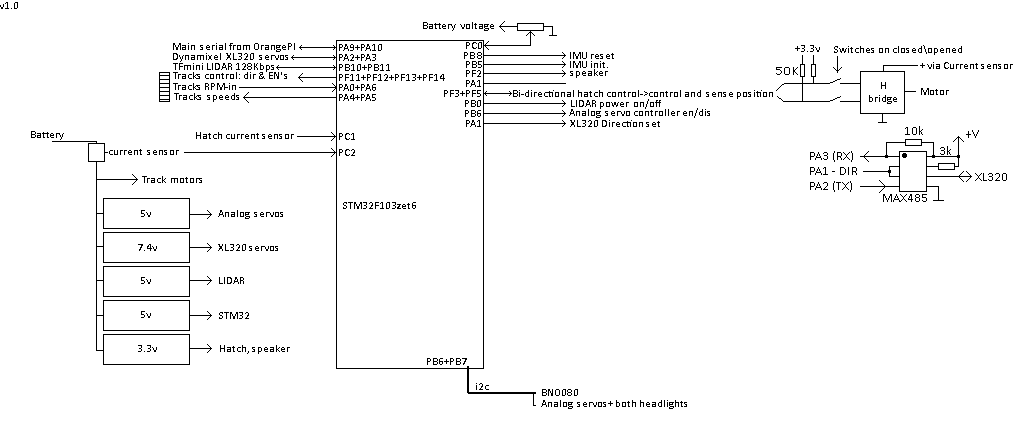 v1.0
Battery voltage
Main serial from OrangePI
PA9+PA10
Dynamixel XL320 servos
PA2+PA3
TFmini LIDAR 128Kbps
PB10+PB11
Tracks control: dir & EN's
PF11+PF12+PF13+PF14
Tracks RPM-in
PA0+PA6
Tracks speeds
PA4+PA5
Hatch current sensor
PC1
Battery
current sensor
PC2
Track motors
5v
Analog servos
7.4v
XL320 servos
5v
LIDAR
5v
STM32
3.3v
Hatch, speaker
STM32F103zet6
PC0
PB8
IMU reset
PB5
IMU init.
PF2
speaker
PA1
PF3+PF5
Bi-directional hatch control->control and sense position
PB0
LIDAR power on/off
PB6
Analog servo controller en/dis
PA1
XL320 Direction set
PB6+PB7
i2c
BNO080
Analog servos+ both headlights
+3.3v
Switches on closed\opened
50K
+ via Current sensor
H
bridge
Motor
10k
+V
3k
PA3 (RX)
PA1 - DIR
PA2 (TX)
XL320
MAX485